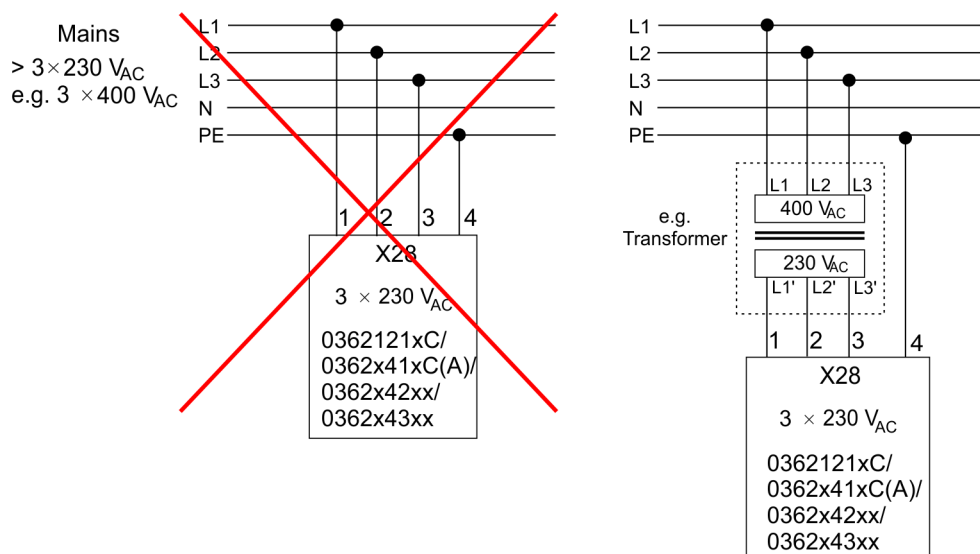 Mains
> 3×230 VAC
e.g. 3 ×400 VAC
L1
L2
L3
N
PE
1 2 3 4
X28
3 × 230 VAC
0362121xC/
0362x41xC(A)/
0362x42xx/
0362x43xx
L1
L2
L3
N
PE
e.g.
Transformer
L1 L2 L3
400 VAC
230 VAC
L1' L2' L3'
1 2 3 4
X28
3 × 230 VAC
0362121xC/
0362x41xC(A)/
0362x42xx/
0362x43xx